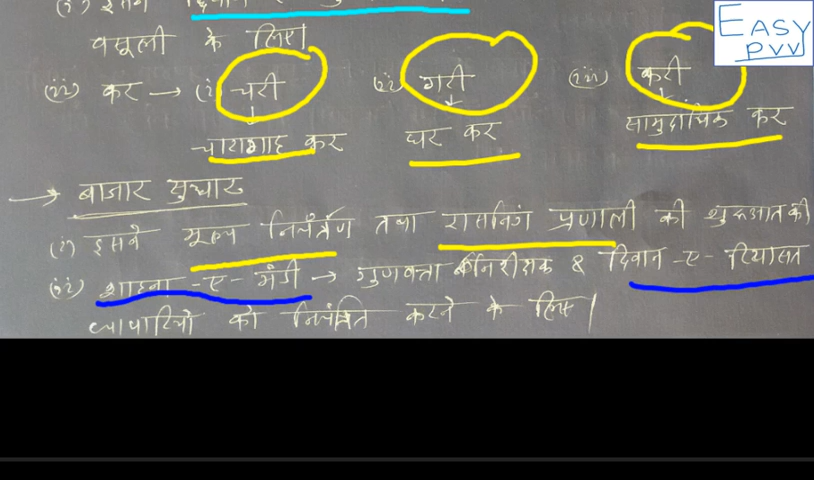 वसूली के लिए।
(ii) कर → (i) चरी (ii) गरी (iii) करी
चारागाह कर घर कर सामुदायिक कर
→ बाजार सुधार
(i) इसने मूल्य नियंत्रण तथा रासनिंग प्रणाली की शुरुआत की
(ii) शाहना-ए-मंडी → गुणवत्ता निरीक्षक & दिवान-ए-रियासत
व्यापारियों को नियंत्रित करने के लिए।
EASY
PVV